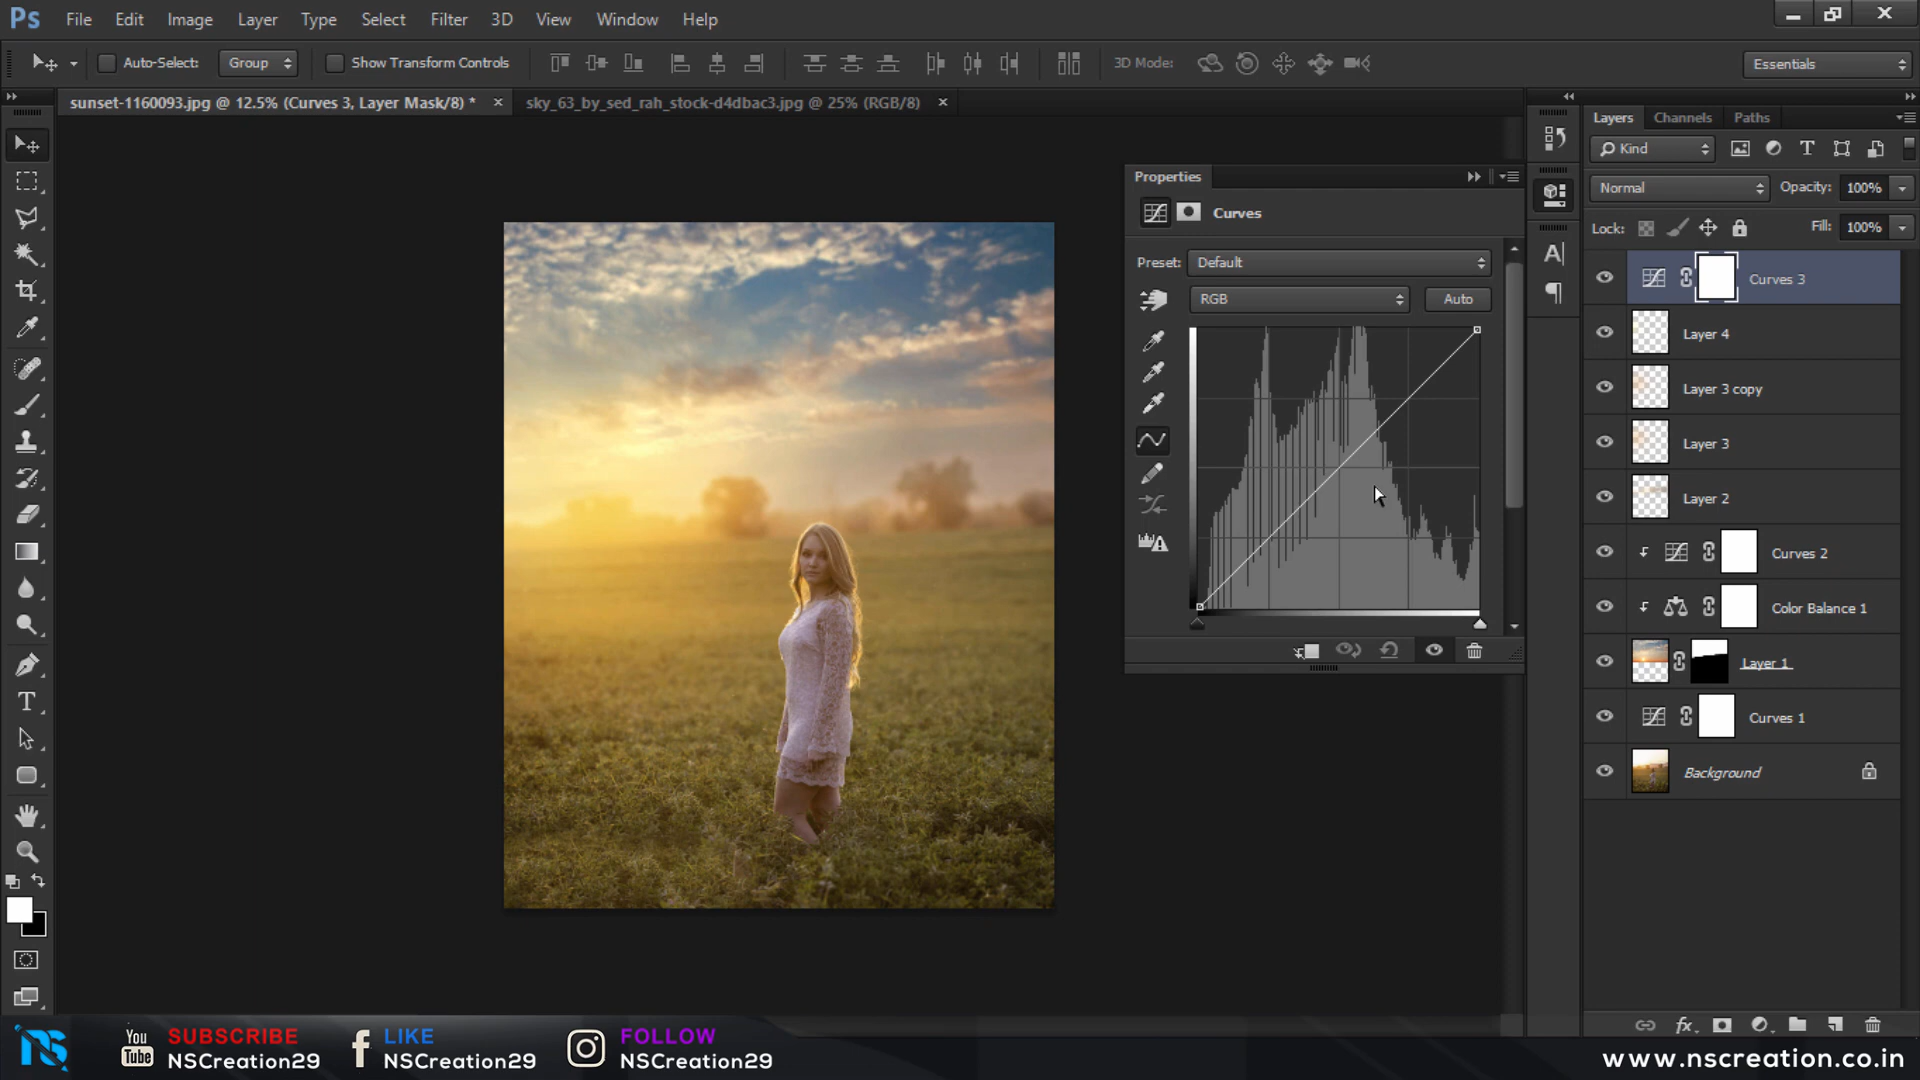 Ps File Edit Image Layer Type Select Filter 3D View Window Help
Auto-Select: Group Show Transform Controls 3D Mode: Essentials
sunset-1160093.jpg @ 12.5% (Curves 3, Layer Mask/8) * × sky_63_by_sed_rah_stock-d4dbac3.jpg @ 25% (RGB/8) ×
Layers Channels Paths
Kind
Normal Opacity: 100%
Lock: Fill: 100%
Properties
Curves
Preset: Default
RGB Auto
Curves 3
Layer 4
Layer 3 copy
Layer 3
Layer 2
Curves 2
Color Balance 1
Layer 1
Curves 1
Background
NS
You Tube SUBSCRIBE
NSCreation29
f LIKE
NSCreation29
FOLLOW
NSCreation29
www.nscreation.co.in